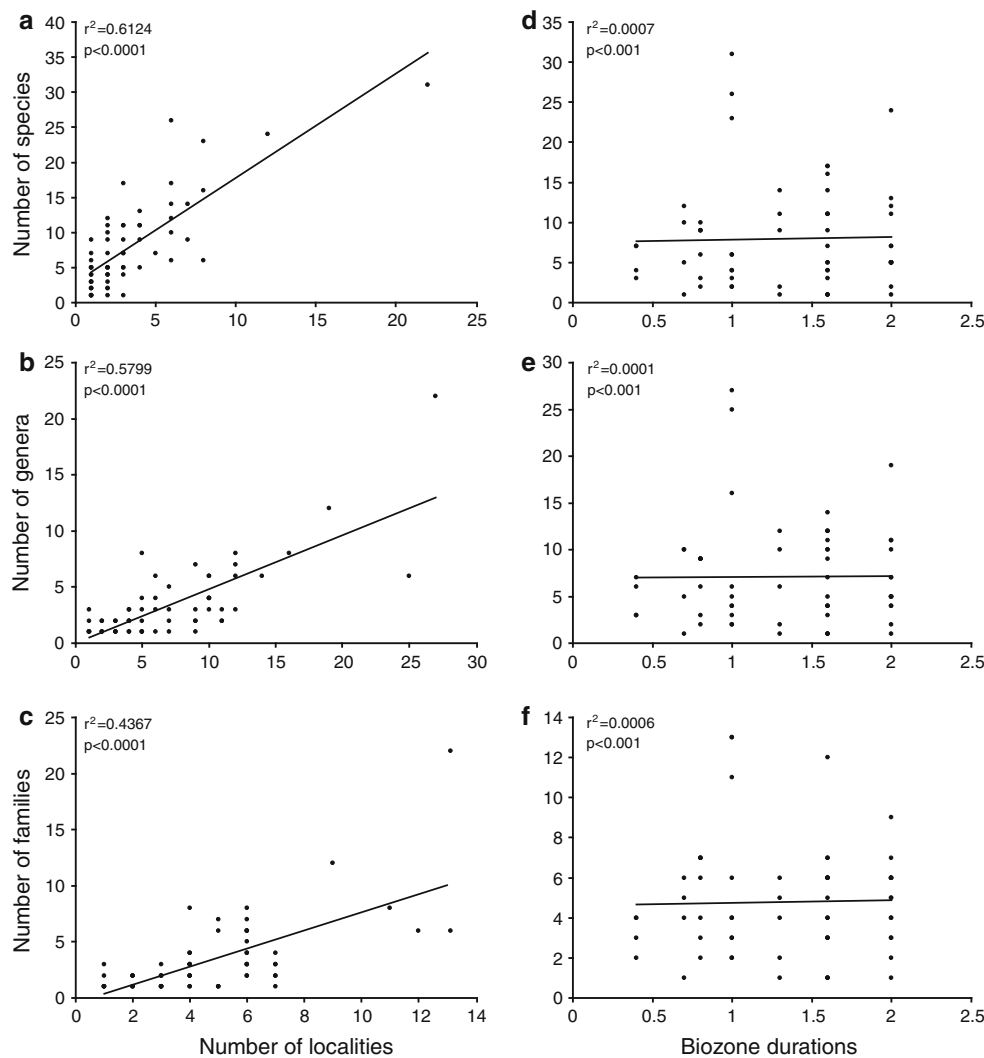 a
r²=0.6124
p<0.0001
Number of species
40
35
30
25
20
15
10
5
0
0 5 10 15 20 25
d
r²=0.0007
p<0.001
35
30
25
20
15
10
5
0
0 0.5 1 1.5 2 2.5
b
r²=0.5799
p<0.0001
Number of genera
25
20
15
10
5
0
0 5 10 15 20 25 30
e
r²=0.0001
p<0.001
30
25
20
15
10
5
0
0 0.5 1 1.5 2 2.5
c
r²=0.4367
p<0.0001
Number of families
25
20
15
10
5
0
0 2 4 6 8 10 12 14
Number of localities
f
r²=0.0006
p<0.001
14
12
10
8
6
4
2
0
0 0.5 1 1.5 2 2.5
Biozone durations